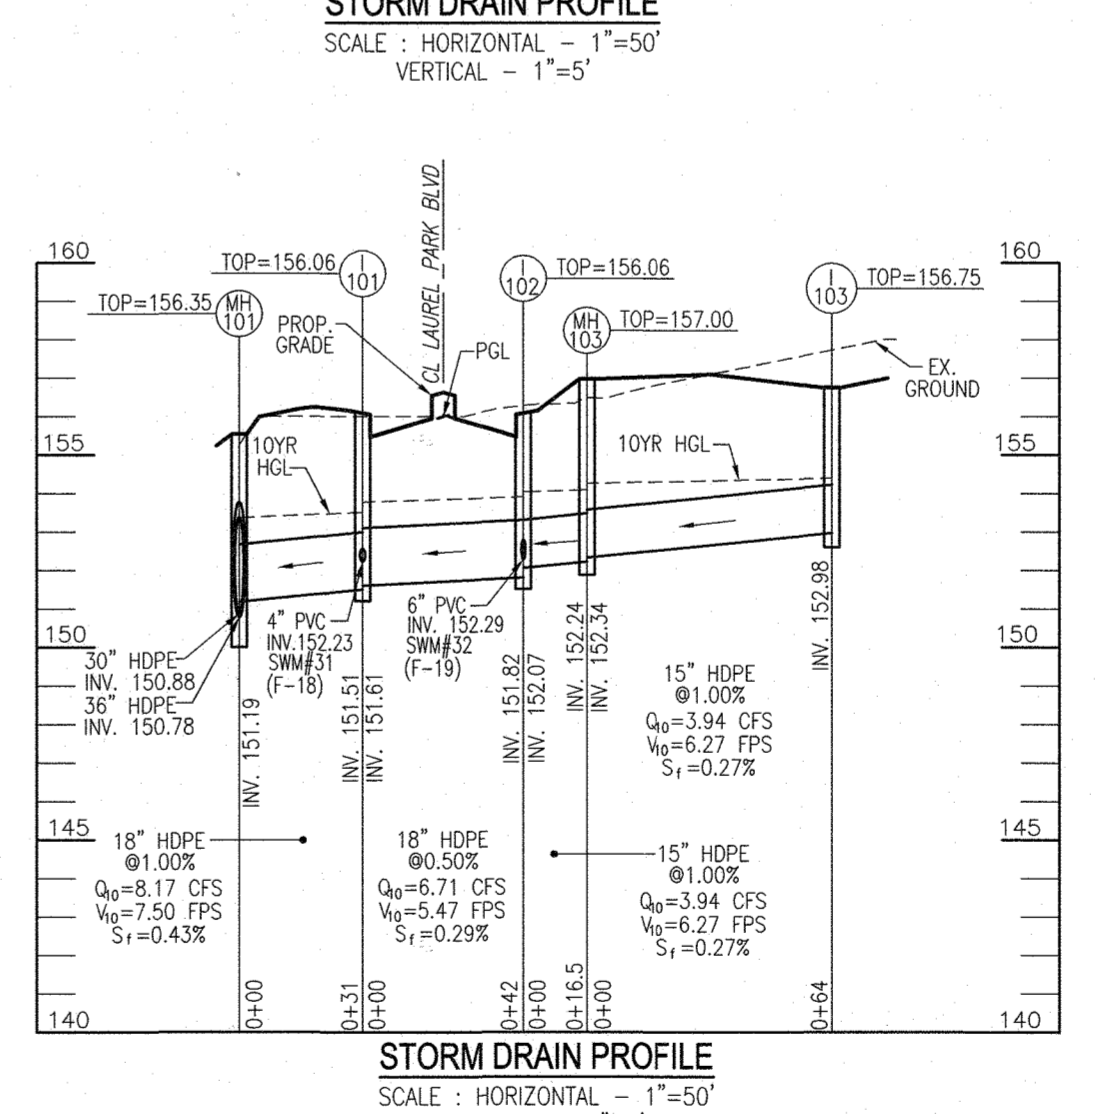 STORM DRAIN PROFILE
SCALE : HORIZONTAL – 1"=50'
VERTICAL – 1"=5'
CL LAUREL PARK BLVD
160
160
TOP=156.06
I
101
I
102
TOP=156.06
I
103
TOP=156.75
TOP=156.35
MH
101
MH
103
TOP=157.00
PROP.
GRADE
PGL
EX.
GROUND
155
155
10YR
HGL
10YR HGL
150
150
30" HDPE
INV. 150.88
36" HDPE
INV. 150.78
4" PVC
INV.152.23
SWM#31
(F-18)
6" PVC
INV. 152.29
SWM#32
(F-19)
INV. 151.19
INV. 151.51
INV. 151.61
INV. 151.82
INV. 152.07
INV. 152.24
INV. 152.34
INV. 152.98
15" HDPE
@1.00%
Q10=3.94 CFS
V10=6.27 FPS
Sf=0.27%
145
145
18" HDPE
@1.00%
Q10=8.17 CFS
V10=7.50 FPS
Sf=0.43%
18" HDPE
@0.50%
Q10=6.71 CFS
V10=5.47 FPS
Sf=0.29%
15" HDPE
@1.00%
Q10=3.94 CFS
V10=6.27 FPS
Sf=0.27%
0+00
0+31
0+00
0+42
0+00
0+16.5
0+00
0+64
140
140
STORM DRAIN PROFILE
SCALE : HORIZONTAL – 1"=50'